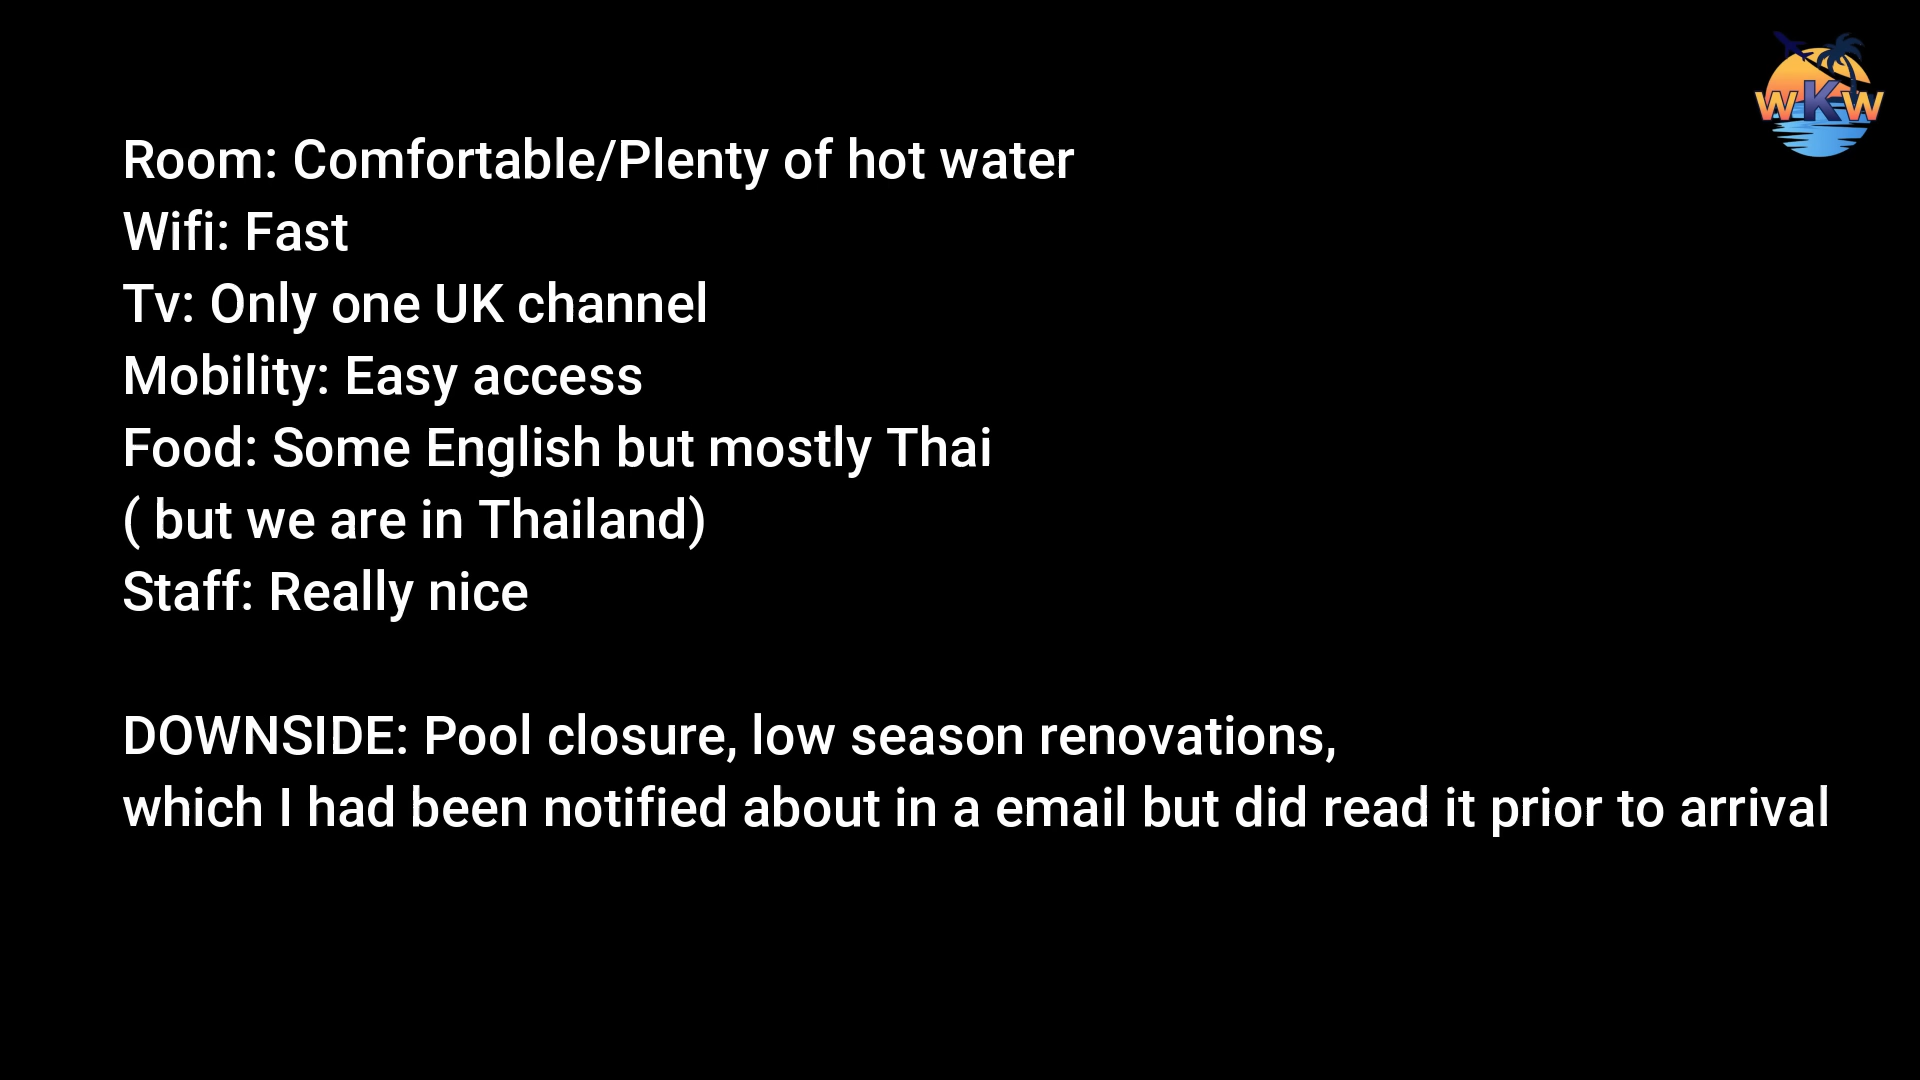 WKW
Room: Comfortable/Plenty of hot water
Wifi: Fast
Tv: Only one UK channel
Mobility: Easy access
Food: Some English but mostly Thai
( but we are in Thailand)
Staff: Really nice
DOWNSIDE: Pool closure, low season renovations,
which I had been notified about in a email but did read it prior to arrival